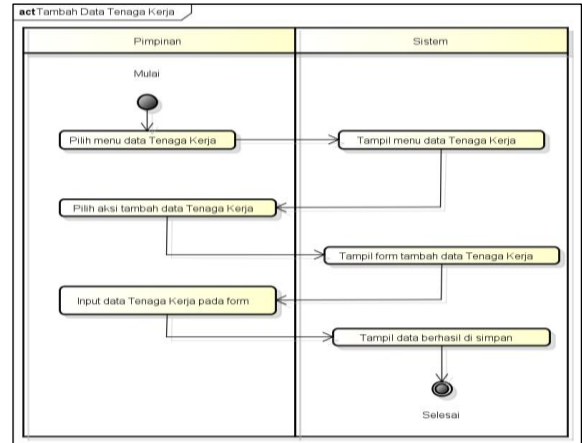 act Tambah Data Tenaga Kerja
Pimpinan
Sistem
Mulai
Pilih menu data Tenaga Kerja
Tampil menu data Tenaga Kerja
Pilih aksi tambah data Tenaga Kerja
Tampil form tambah data Tenaga Kerja
Input data Tenaga Kerja pada form
Tampil data berhasil di simpan
Selesai